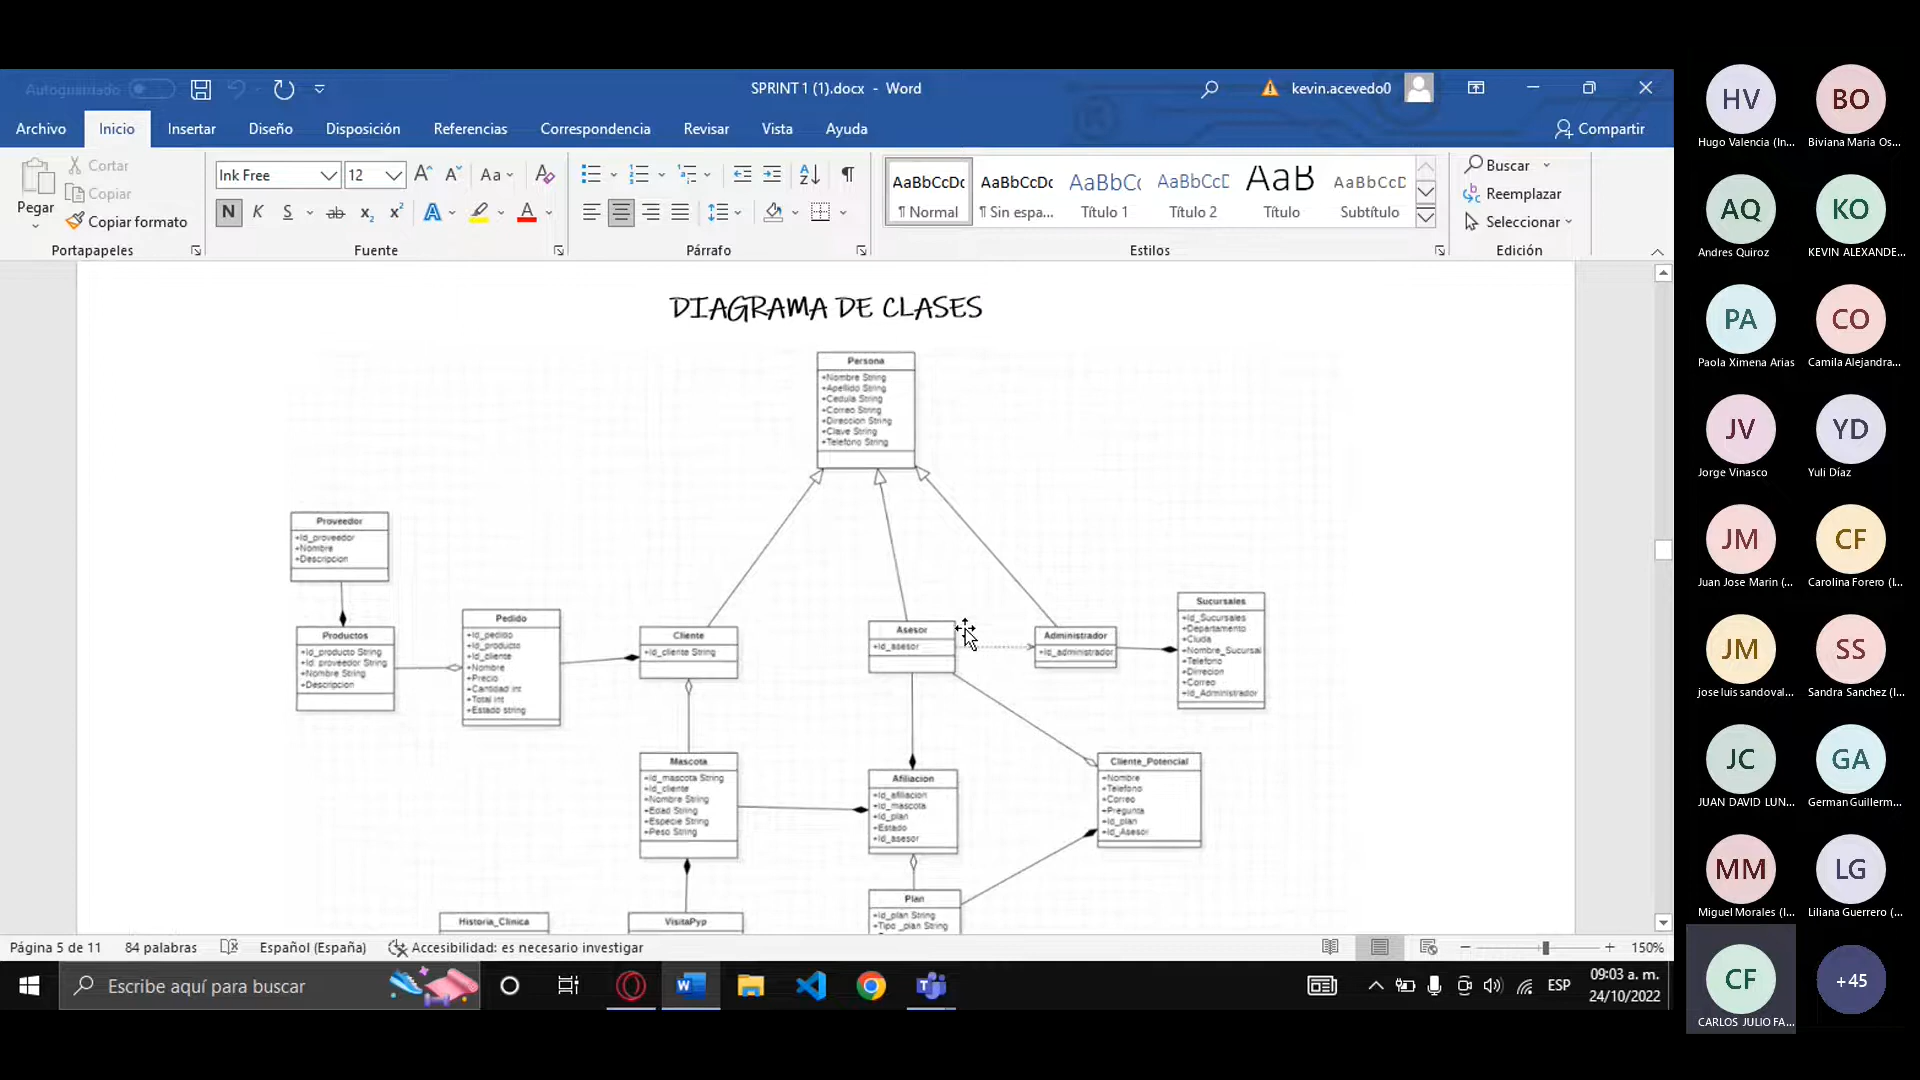 Autoguardado
SPRINT 1 (1).docx - Word
kevin.acevedo0
Archivo
Inicio
Insertar
Diseño
Disposición
Referencias
Correspondencia
Revisar
Vista
Ayuda
Compartir
Pegar
Cortar
Copiar
Copiar formato
Portapapeles
Ink Free
12
Fuente
Párrafo
AaBbCcDc
¶ Normal
AaBbCcDc
¶ Sin espa...
AaBbCc
Título 1
AaBbCcD
Título 2
AaB
Título
AaBbCcD
Subtítulo
Estilos
Buscar
Reemplazar
Seleccionar
Edición
DIAGRAMA DE CLASES
Persona
+Nombre String
+Apellido String
+Cedula String
+Correo String
+Direccion String
+Clave String
+Telefono String
Proveedor
+Id_proveedor
+Nombre
+Descripcion
Productos
+Id_producto String
+Id. proveedor String
+Nombre String
+Descripcion
Pedido
+Id_pedido
+Id_producto
+Id_cliente
+Nombre
+Precio
+Cantidad int
+Total int
+Estado string
Cliente
+Id_cliente String
Asesor
+Id_asesor
Administrador
+Id_administrador
Sucursales
+Id_Sucursales
+Departamento
+Ciuda
+Nombre_Sucursal
+Telefono
+Direcion
+Correo
+Id_Administrador
Mascota
+Id_mascota String
+Id_cliente
+Nombre String
+Edad String
+Especie String
+Peso String
Afiliacion
+Id_afiliacion
+Id_mascota
+Id_plan
+Estado
+Id_asesor
Cliente_Potencial
+Nombre
+Telefono
+Correo
+Pregunta
+Id_plan
+Id_Asesor
Plan
+Id_plan String
+Tipo _plan String
Historia_Clinica
VisitaPyp
Página 5 de 11
84 palabras
Español (España)
Accesibilidad: es necesario investigar
150%
Escribe aquí para buscar
ESP
09:03 a. m.
24/10/2022
HV
Hugo Valencia (In...
BO
Biviana Maria Os...
AQ
Andres Quiroz
KO
KEVIN ALEXANDE...
PA
Paola Ximena Arias
CO
Camila Alejandra...
JV
Jorge Vinasco
YD
Yuli Díaz
JM
Juan Jose Marin (...
CF
Carolina Forero (I...
JM
jose luis sandoval...
SS
Sandra Sanchez (I...
JC
JUAN DAVID LUN...
GA
German Guillerm...
MM
Miguel Morales (I...
LG
Liliana Guerrero (...
CF
CARLOS JULIO FA...
+45